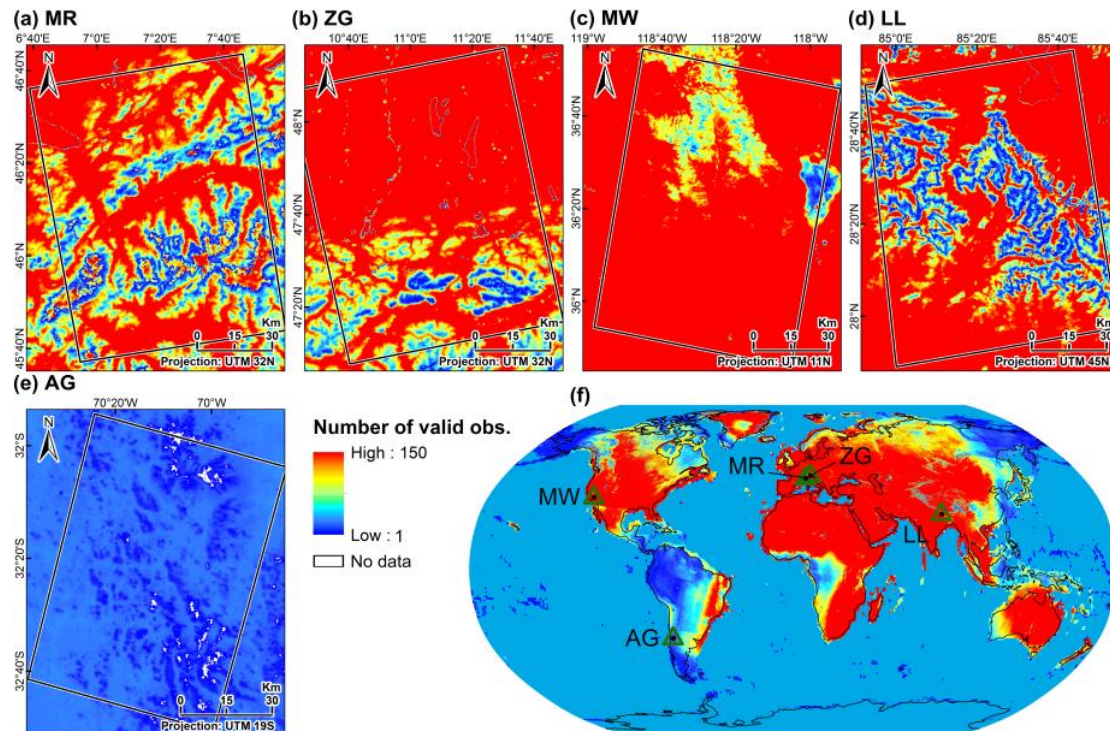 (a) MR
6°40'E 7°0'E 7°20'E 7°40'E
46°40'N
46°20'N
46°N
45°40'N
N
Km
0 15 30
Projection: UTM 32N
(b) ZG
10°40'E 11°0'E 11°20'E 11°40'E
48°N
47°40'N
47°20'N
N
Km
0 15 30
Projection: UTM 32N
(c) MW
119°W 118°40'W 118°20'W 118°W
36°40'N
36°20'N
36°N
N
Km
0 15 30
Projection: UTM 11N
(d) LL
85°0'E 85°20'E 85°40'E
28°40'N
28°20'N
28°N
N
Km
0 15 30
Projection: UTM 45N
(e) AG
70°20'W 70°W
32°S
32°20'S
32°40'S
N
Km
0 15 30
Projection: UTM 19S
Number of valid obs.
High : 150
Low : 1
No data
(f)
MR
ZG
MW
LL
AG